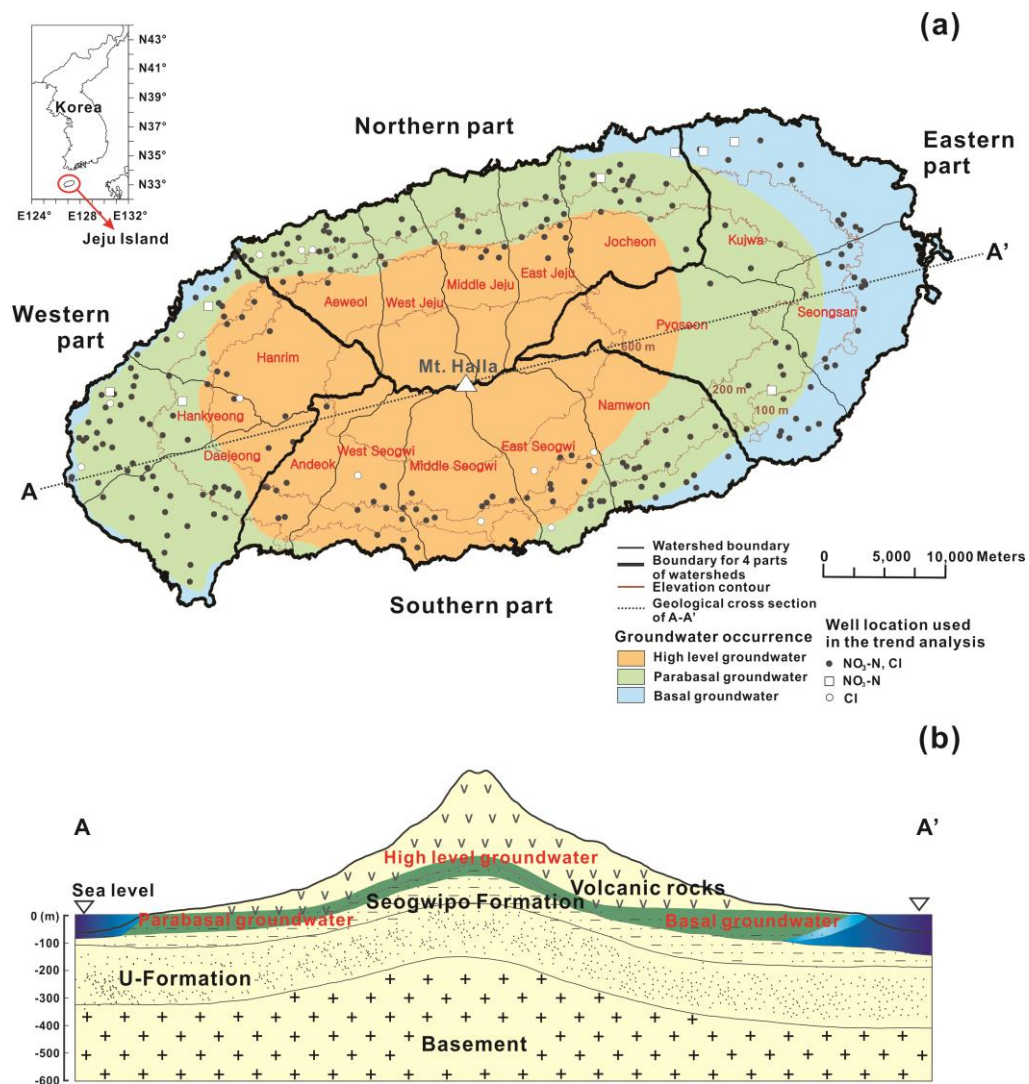 (a)
N43°
N41°
N39°
N37°
N35°
N33°
E124°
E128°
E132°
Korea
Jeju Island
Northern part
Eastern
part
Western
part
Southern part
Jocheon
Kujwa
A'
East Jeju
Middle Jeju
West Jeju
Aeweol
Seongsan
Pyoseon
600 m
Hanrim
Mt. Halla
200 m
100 m
Hankyeong
Namwon
Daejeong
Andeok
West Seogwi
Middle Seogwi
East Seogwi
A
Watershed boundary
Boundary for 4 parts
of watersheds
Elevation contour
Geological cross section
of A-A'
0 5,000 10,000 Meters
Groundwater occurrence
High level groundwater
Parabasal groundwater
Basal groundwater
Well location used
in the trend analysis
NO₃-N, Cl
NO₃-N
Cl
(b)
A
A'
High level groundwater
Volcanic rocks
Sea level
Seogwipo Formation
Parabasal groundwater
Basal groundwater
0 (m)
-100
-200
-300
-400
-500
-600
U-Formation
Basement